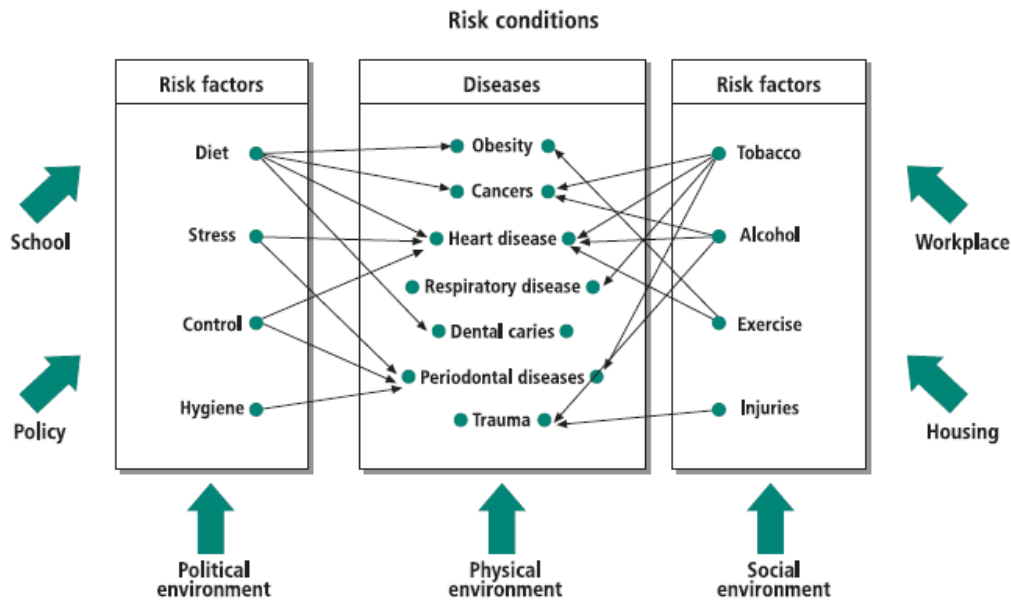 Risk conditions
Risk factors
Diseases
Risk factors
Diet
Stress
Control
Hygiene
Obesity
Cancers
Heart disease
Respiratory disease
Dental caries
Periodontal diseases
Trauma
Tobacco
Alcohol
Exercise
Injuries
School
Policy
Workplace
Housing
Political
environment
Physical
environment
Social
environment